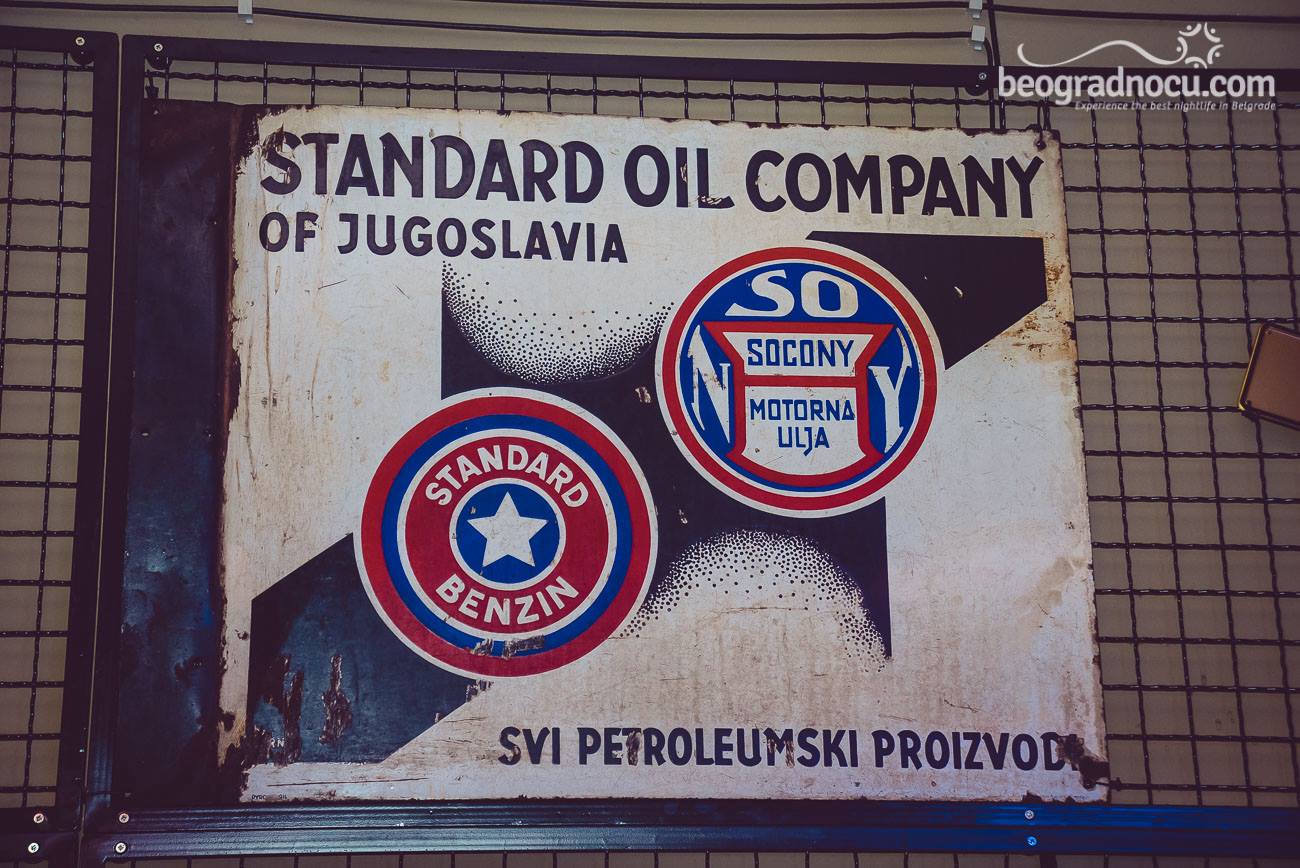 beogradnocu.com
Experience the best nightlife in Belgrade
STANDARD OIL COMPANY
OF JUGOSLAVIA
SO
N Y
SOCONY
MOTORNA
ULJA
STANDARD
BENZIN
SVI PETROLEUMSKI PROIZVOD